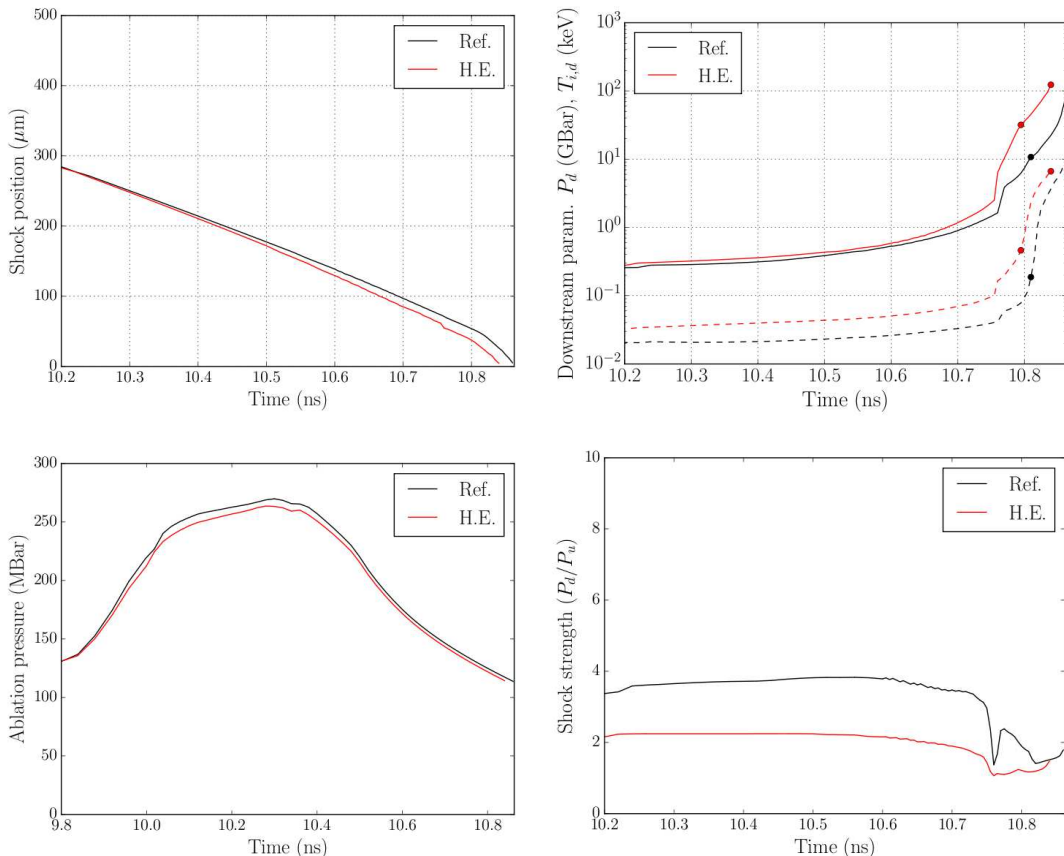 500
400
300
200
100
0
Shock position (μm)
10.2 10.3 10.4 10.5 10.6 10.7 10.8
Time (ns)
Ref.
H.E.
10³
10²
10¹
10⁰
10⁻¹
10⁻²
Downstream param. P_d (GBar), T_{i,d} (keV)
10.2 10.3 10.4 10.5 10.6 10.7 10.8
Time (ns)
Ref.
H.E.
300
250
200
150
100
50
0
Ablation pressure (MBar)
9.8 10.0 10.2 10.4 10.6 10.8
Time (ns)
Ref.
H.E.
10
8
6
4
2
0
Shock strength (P_d/P_u)
10.2 10.3 10.4 10.5 10.6 10.7 10.8
Time (ns)
Ref.
H.E.